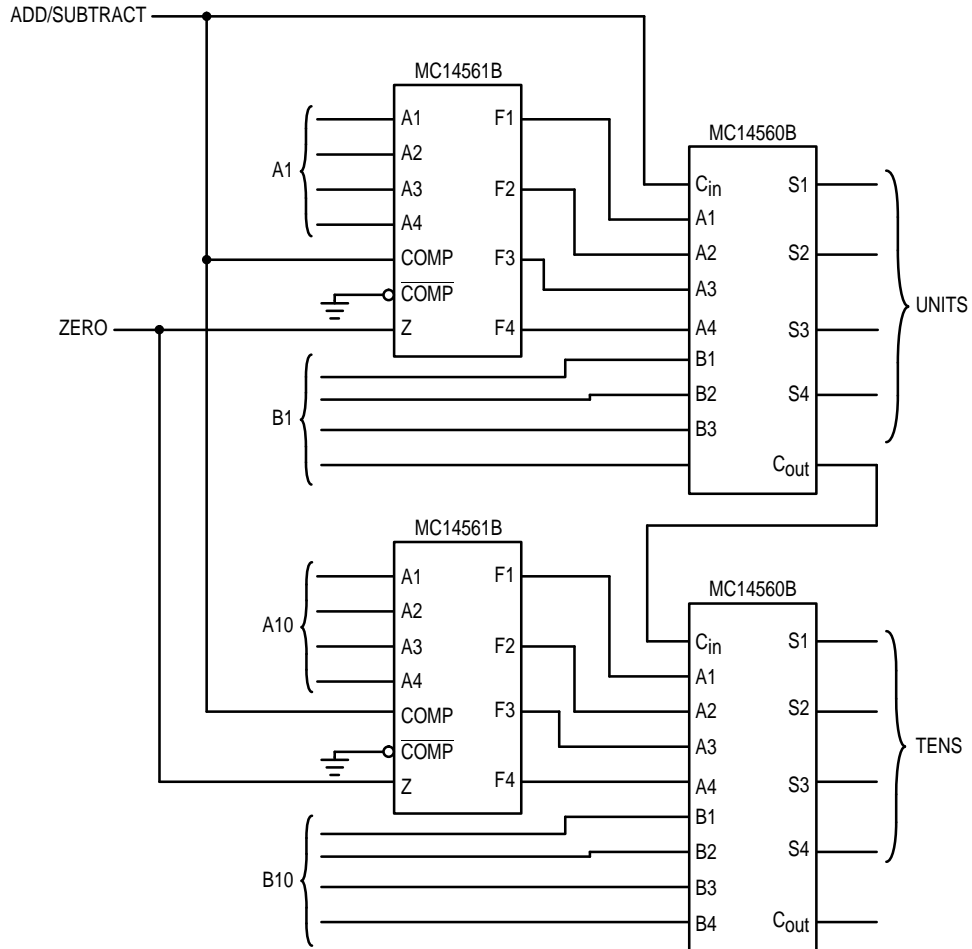 ADD/SUBTRACT
MC14561B
A1 F1
A2
A3 F2
A4
COMP F3
COMP
Z F4
A1
ZERO
B1
MC14560B
Cin S1
A1
A2 S2
A3
A4 S3
B1
B2 S4
B3
Cout
UNITS
MC14561B
A1 F1
A2
A3 F2
A4
COMP F3
COMP
Z F4
A10
B10
MC14560B
Cin S1
A1
A2 S2
A3
A4 S3
B1
B2 S4
B3
B4 Cout
TENS